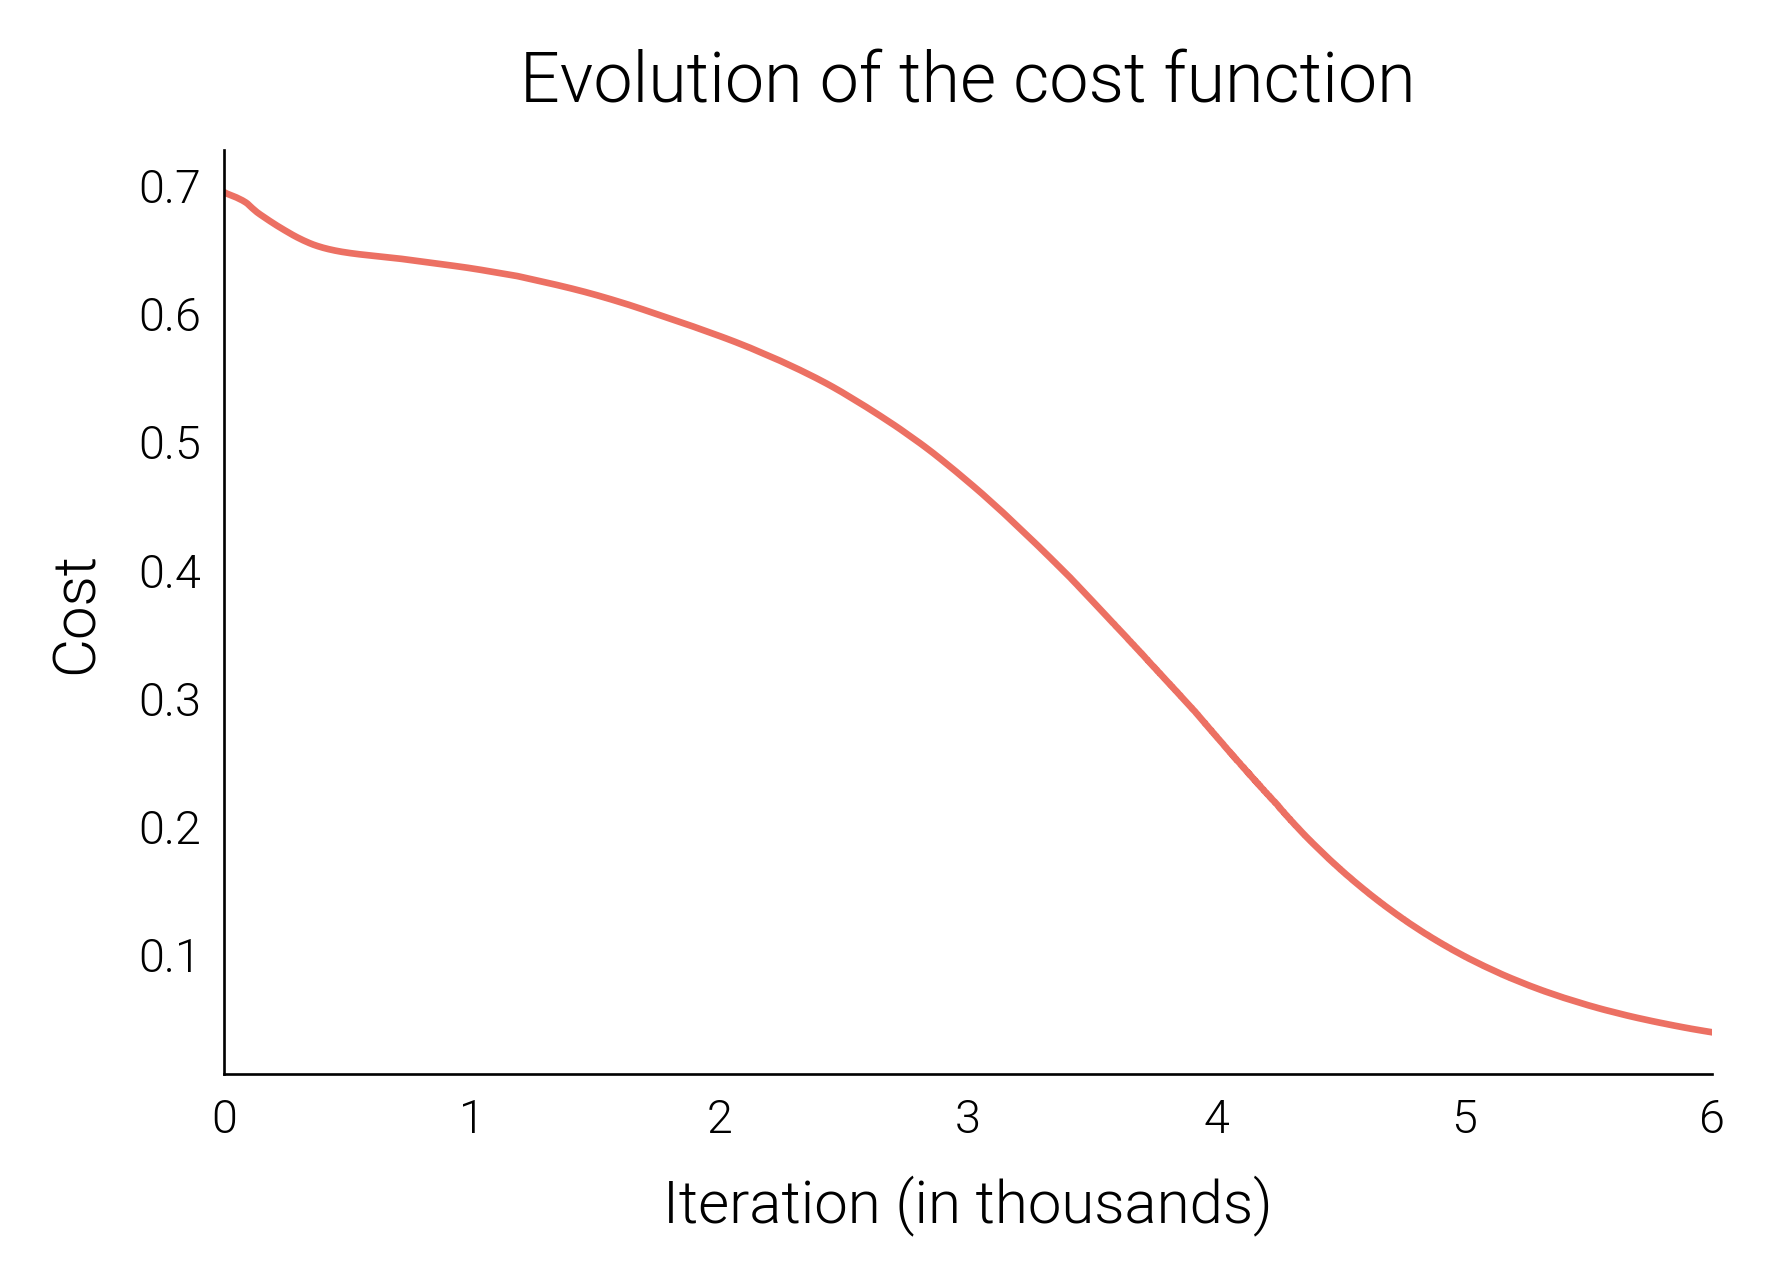 Evolution of the cost function
0.7
0.6
0.5
0.4
0.3
0.2
0.1
Cost
0 1 2 3 4 5 6
Iteration (in thousands)